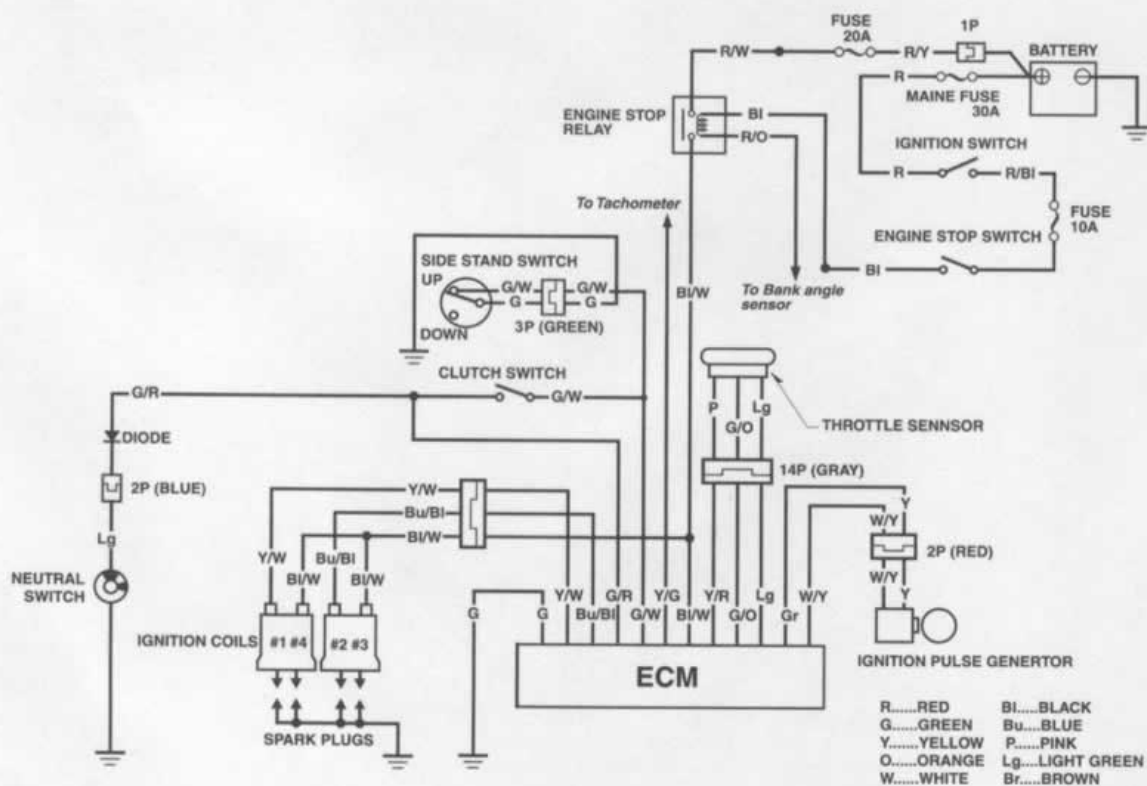 FUSE
20A
1P
BATTERY
R/W
R/Y
R
MAINE FUSE
30A
ENGINE STOP
RELAY
Bl
R/O
IGNITION SWITCH
R
R/Bl
To Tachometer
FUSE
10A
ENGINE STOP SWITCH
SIDE STAND SWITCH
UP
G/W
G/W
G
G
Bl
DOWN
3P (GREEN)
Bl/W
To Bank angle
sensor
CLUTCH SWITCH
G/R
G/W
P
Lg
G/O
THROTTLE SENNSOR
DIODE
14P (GRAY)
2P (BLUE)
Y/W
Bu/Bl
Bl/W
Y
W/Y
Lg
2P (RED)
Y/W
Bu/Bl
Bl/W
Bl/W
W/Y
Y
NEUTRAL
SWITCH
G
G
Y/W
Bu/Bl
G/R
G/W
Y/G
Bl/W
Y/R
G/O
Lg
Gr
W/Y
IGNITION COILS
#1 #4
#2 #3
ECM
IGNITION PULSE GENERTOR
SPARK PLUGS
R.....RED
Bl....BLACK
G.....GREEN
Bu...BLUE
Y......YELLOW
P.....PINK
O.....ORANGE
Lg....LIGHT GREEN
W....WHITE
Br....BROWN